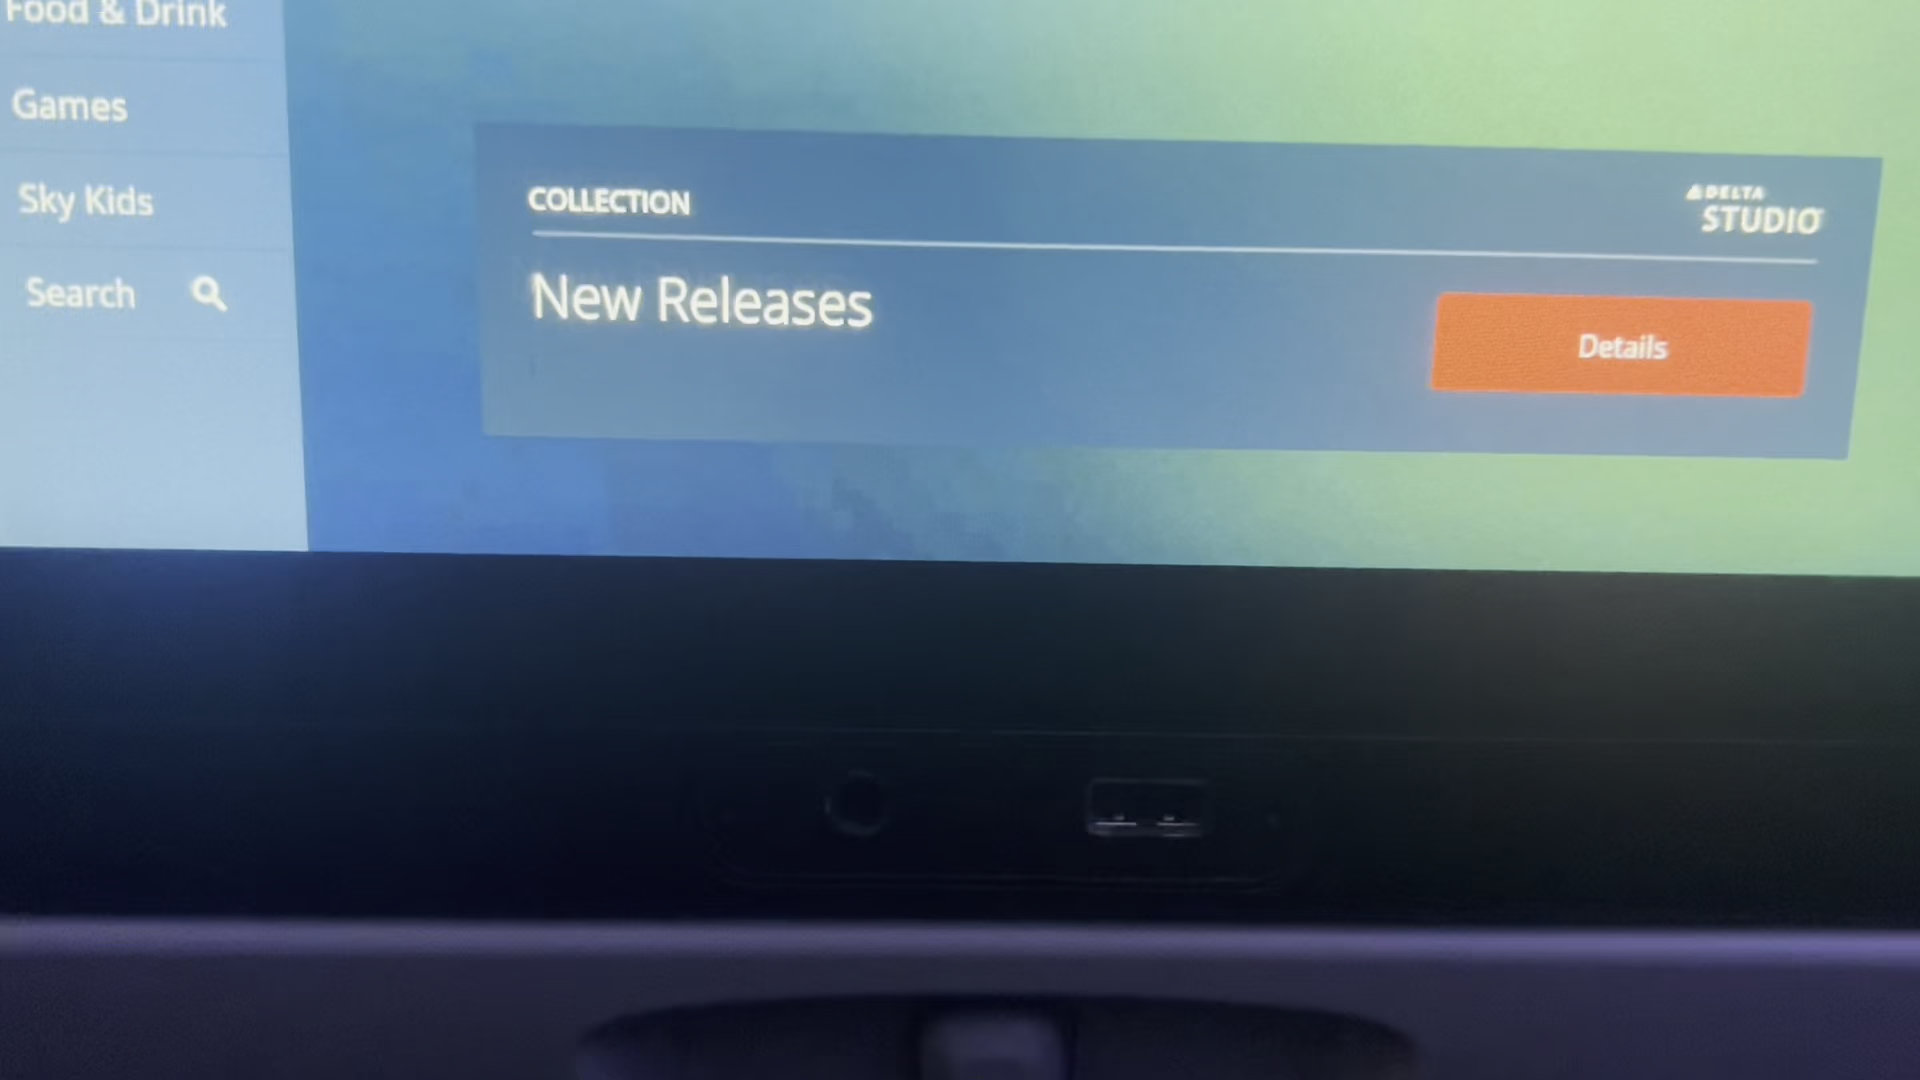 Food & Drink
Games
Sky Kids
Search
COLLECTION
DELTA
STUDIO
New Releases
Details